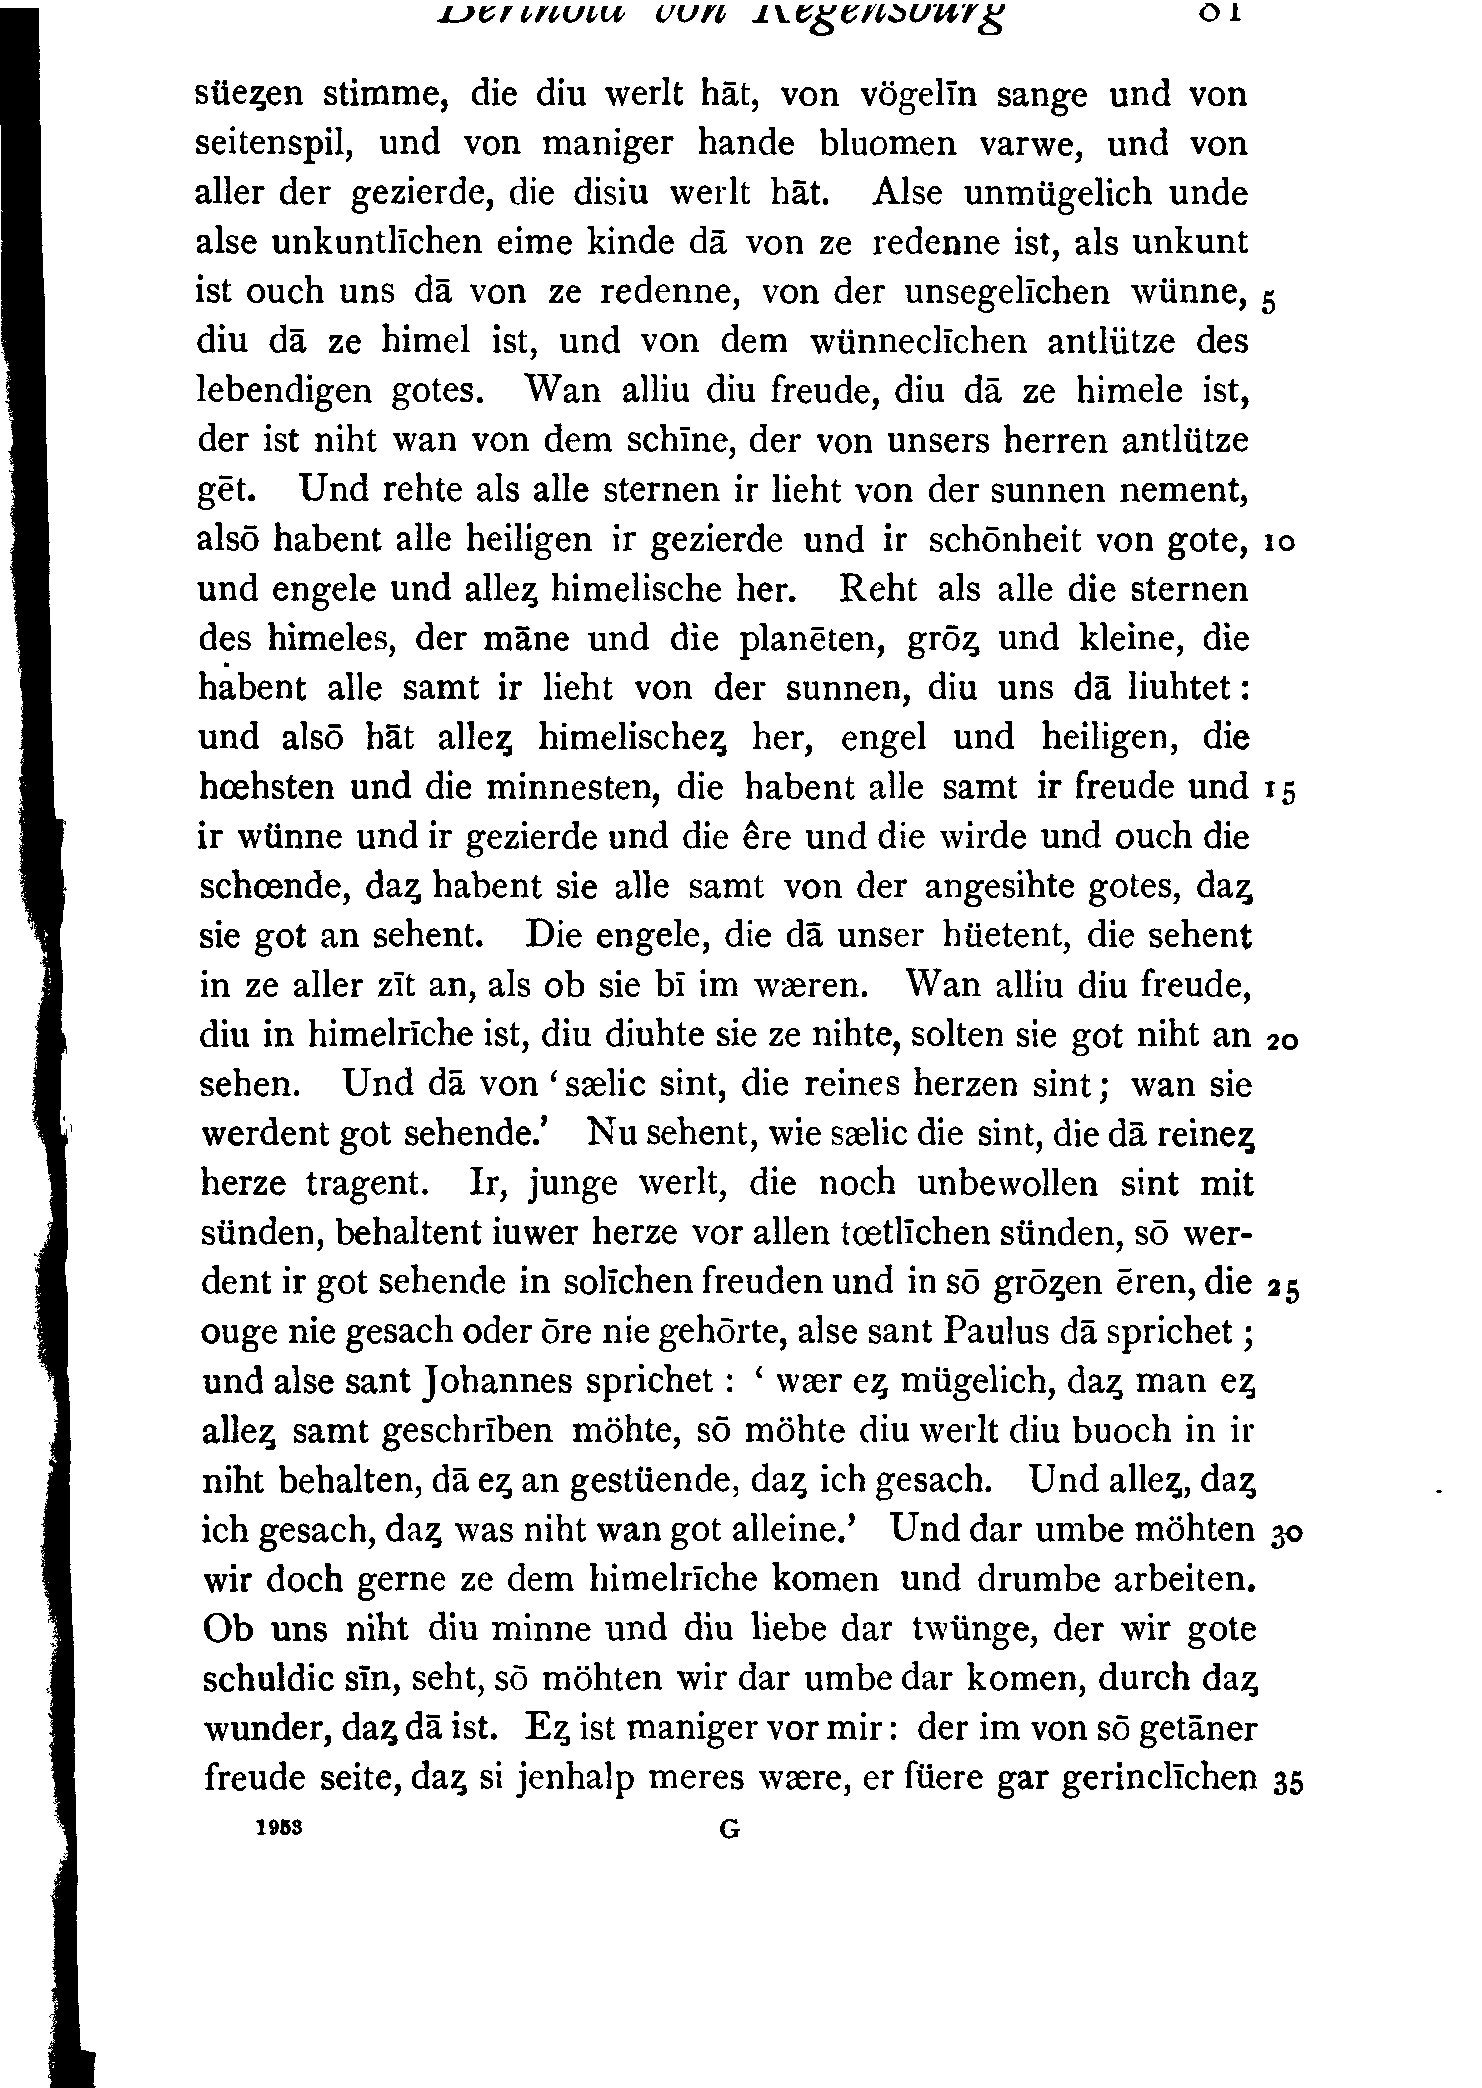 Berthold von Regensburg 81
süeȥen stimme, die diu werlt hāt, von vögelīn sange und von
seitenspil, und von maniger hande bluomen varwe, und von
aller der gezierde, die disiu werlt hāt. Alse unmügelich unde
alse unkuntlīchen eime kinde dā von ze redenne ist, als unkunt
ist ouch uns dā von ze redenne, von der unsegelīchen wünne, 5
diu dā ze himel ist, und von dem wünneclīchen antlütze des
lebendigen gotes. Wan alliu diu freude, diu dā ze himele ist,
der ist niht wan von dem schīne, der von unsers herren antlütze
gēt. Und rehte als alle sternen ir lieht von der sunnen nement,
alsō habent alle heiligen ir gezierde und ir schōnheit von gote, 10
und engele und alleȥ himelische her. Reht als alle die sternen
des himeles, der māne und die planēten, grōȥ und kleine, die
habent alle samt ir lieht von der sunnen, diu uns dā liuhtet:
und alsō hāt alleȥ himelischeȥ her, engel und heiligen, die
hœhsten und die minnesten, die habent alle samt ir freude und 15
ir wünne und ir gezierde und die êre und die wirde und ouch die
schœnde, daȥ habent sie alle samt von der angesihte gotes, daȥ
sie got an sehent. Die engele, die dā unser hüetent, die sehent
in ze aller zīt an, als ob sie bī im wæren. Wan alliu diu freude,
diu in himelrīche ist, diu diuhte sie ze nihte, solten sie got niht an 20
sehen. Und dā von ‘sælic sint, die reines herzen sint; wan sie
werdent got sehende.’ Nu sehent, wie sælic die sint, die dā reineȥ
herze tragent. Ir, junge werlt, die noch unbewollen sint mit
sünden, behaltent iuwer herze vor allen tœtlīchen sünden, sō wer-
dent ir got sehende in solīchen freuden und in sō grōȥen ēren, die 25
ouge nie gesach oder ōre nie gehōrte, alse sant Paulus dā sprichet;
und alse sant Johannes sprichet: ‘wær eȥ mügelich, daȥ man eȥ
alleȥ samt geschrīben möhte, sō möhte diu werlt diu buoch in ir
niht behalten, dā eȥ an gestüende, daȥ ich gesach. Und alleȥ, daȥ
ich gesach, daȥ was niht wan got alleine.’ Und dar umbe möhten 30
wir doch gerne ze dem himelrīche komen und drumbe arbeiten.
Ob uns niht diu minne und diu liebe dar twünge, der wir gote
schuldic sīn, seht, sō möhten wir dar umbe dar komen, durch daȥ
wunder, daȥ dā ist. Eȥ ist maniger vor mir: der im von sō getāner
freude seite, daȥ si jenhalp meres wære, er füere gar gerinclīchen 35
1953 G